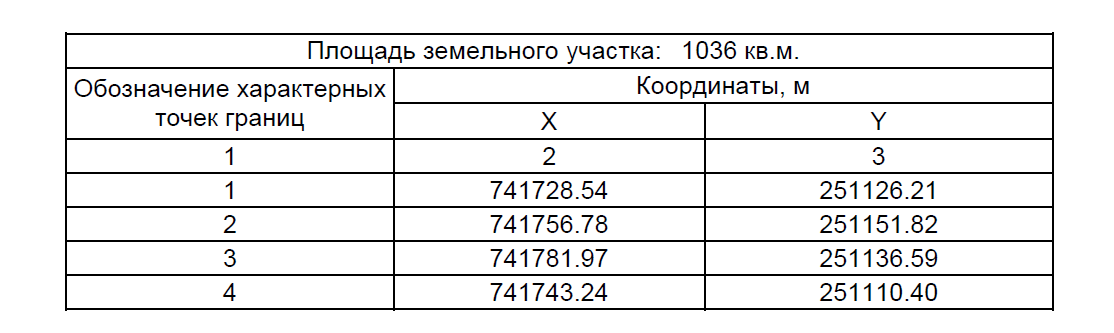 Площадь земельного участка: 1036 кв.м.
Обозначение характерных точек границ Координаты, м
X Y
1 2 3
1 741728.54 251126.21
2 741756.78 251151.82
3 741781.97 251136.59
4 741743.24 251110.40